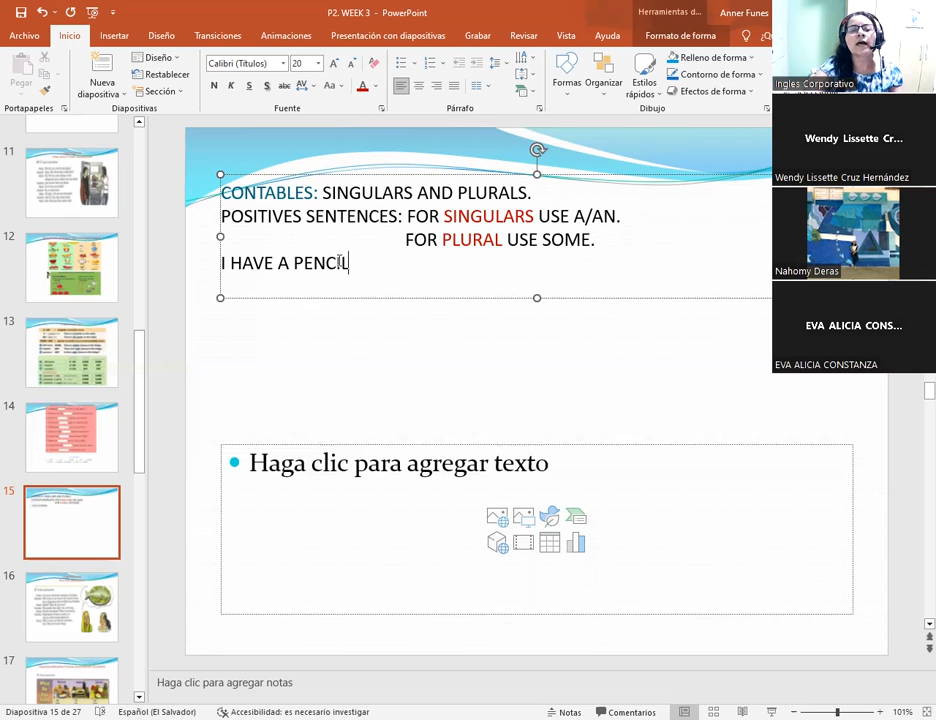 P2. WEEK 3 - PowerPoint
Herramientas d...
Anner Funes
Archivo
Inicio
Insertar
Diseño
Transiciones
Animaciones
Presentación con diapositivas
Grabar
Revisar
Vista
Ayuda
Formato de forma
¿Q
Pegar
Nueva diapositiva
Diseño
Restablecer
Sección
Calibri (Títulos)
20
N K S S abc AV Aa A
Formas
Organizar
Estilos rápidos
Relleno de forma
Contorno de forma
Efectos de forma
Portapapeles
Diapositivas
Fuente
Párrafo
Dibujo
Ingles Corporativo
Wendy Lissette Cr...
Wendy Lissette Cruz Hernández
Nahomy Deras
EVA ALICIA CONS...
EVA ALICIA CONSTANZA
11
12
13
14
15
16
17
CONTABLES: SINGULARS AND PLURALS.
POSITIVES SENTENCES: FOR SINGULARS USE A/AN.
FOR PLURAL USE SOME.
I HAVE A PENCIL
Haga clic para agregar texto
Haga clic para agregar notas
Diapositiva 15 de 27
Español (El Salvador)
Accesibilidad: es necesario investigar
Notas
Comentarios
101%